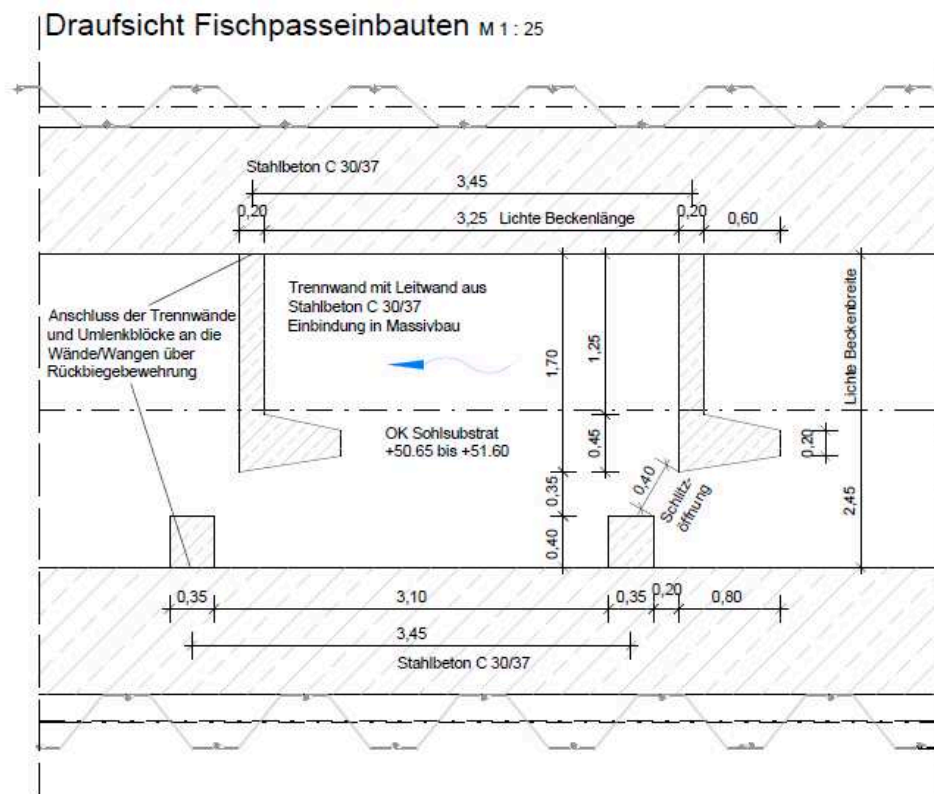 Draufsicht Fischpasseinbauten M 1 : 25
Stahlbeton C 30/37
3,45
0,20
3,25 Lichte Beckenlänge
0,20
0,60
Anschluss der Trennwände
und Umlenkblöcke an die
Wände/Wangen über
Rückbiegebewehrung
Trennwand mit Leitwand aus
Stahlbeton C 30/37
Einbindung in Massivbau
OK Sohlsubstrat
+50.65 bis +51.60
1,70
1,25
0,45
0,35
0,40
0,40
Schlitz-
öffnung
0,20
Lichte Beckenbreite
2,45
0,35
3,10
0,35
0,20
0,80
3,45
Stahlbeton C 30/37